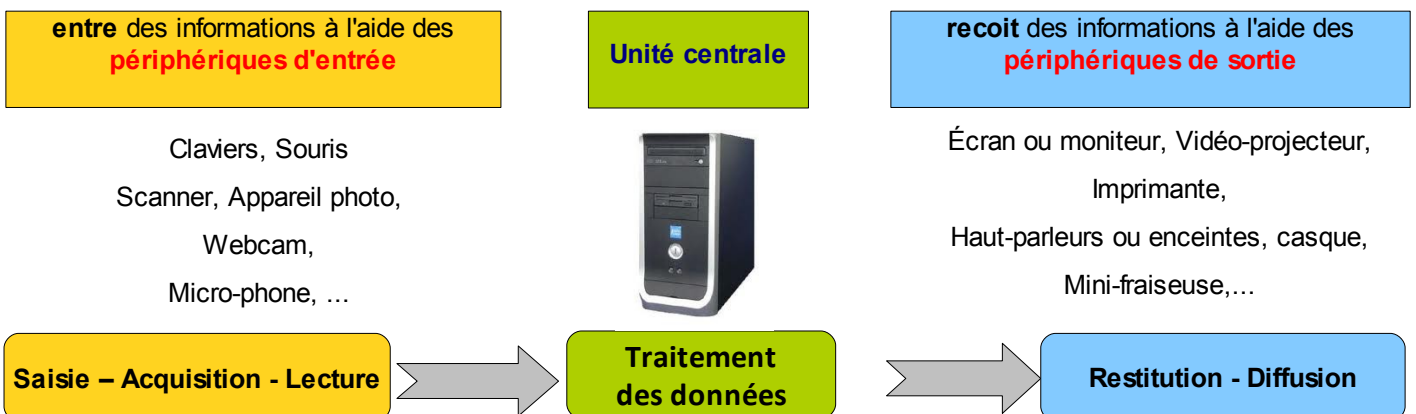 entre des informations à l'aide des
périphériques d'entrée
Unité centrale
recoit des informations à l'aide des
périphériques de sortie
Claviers, Souris
Scanner, Appareil photo,
Webcam,
Micro-phone, ...
Écran ou moniteur, Vidéo-projecteur,
Imprimante,
Haut-parleurs ou enceintes, casque,
Mini-fraiseuse,...
Saisie – Acquisition - Lecture
Traitement
des données
Restitution - Diffusion